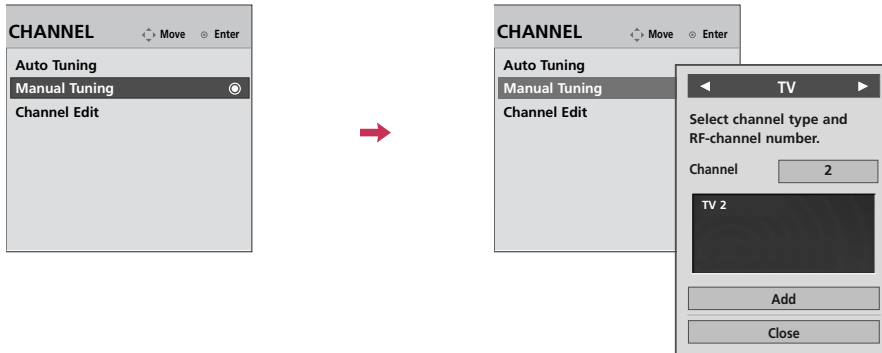 CHANNEL Move Enter
Auto Tuning
Manual Tuning
Channel Edit
CHANNEL Move Enter
Auto Tuning
Manual Tuning
Channel Edit
TV
Select channel type and
RF-channel number.
Channel 2
TV 2
Add
Close